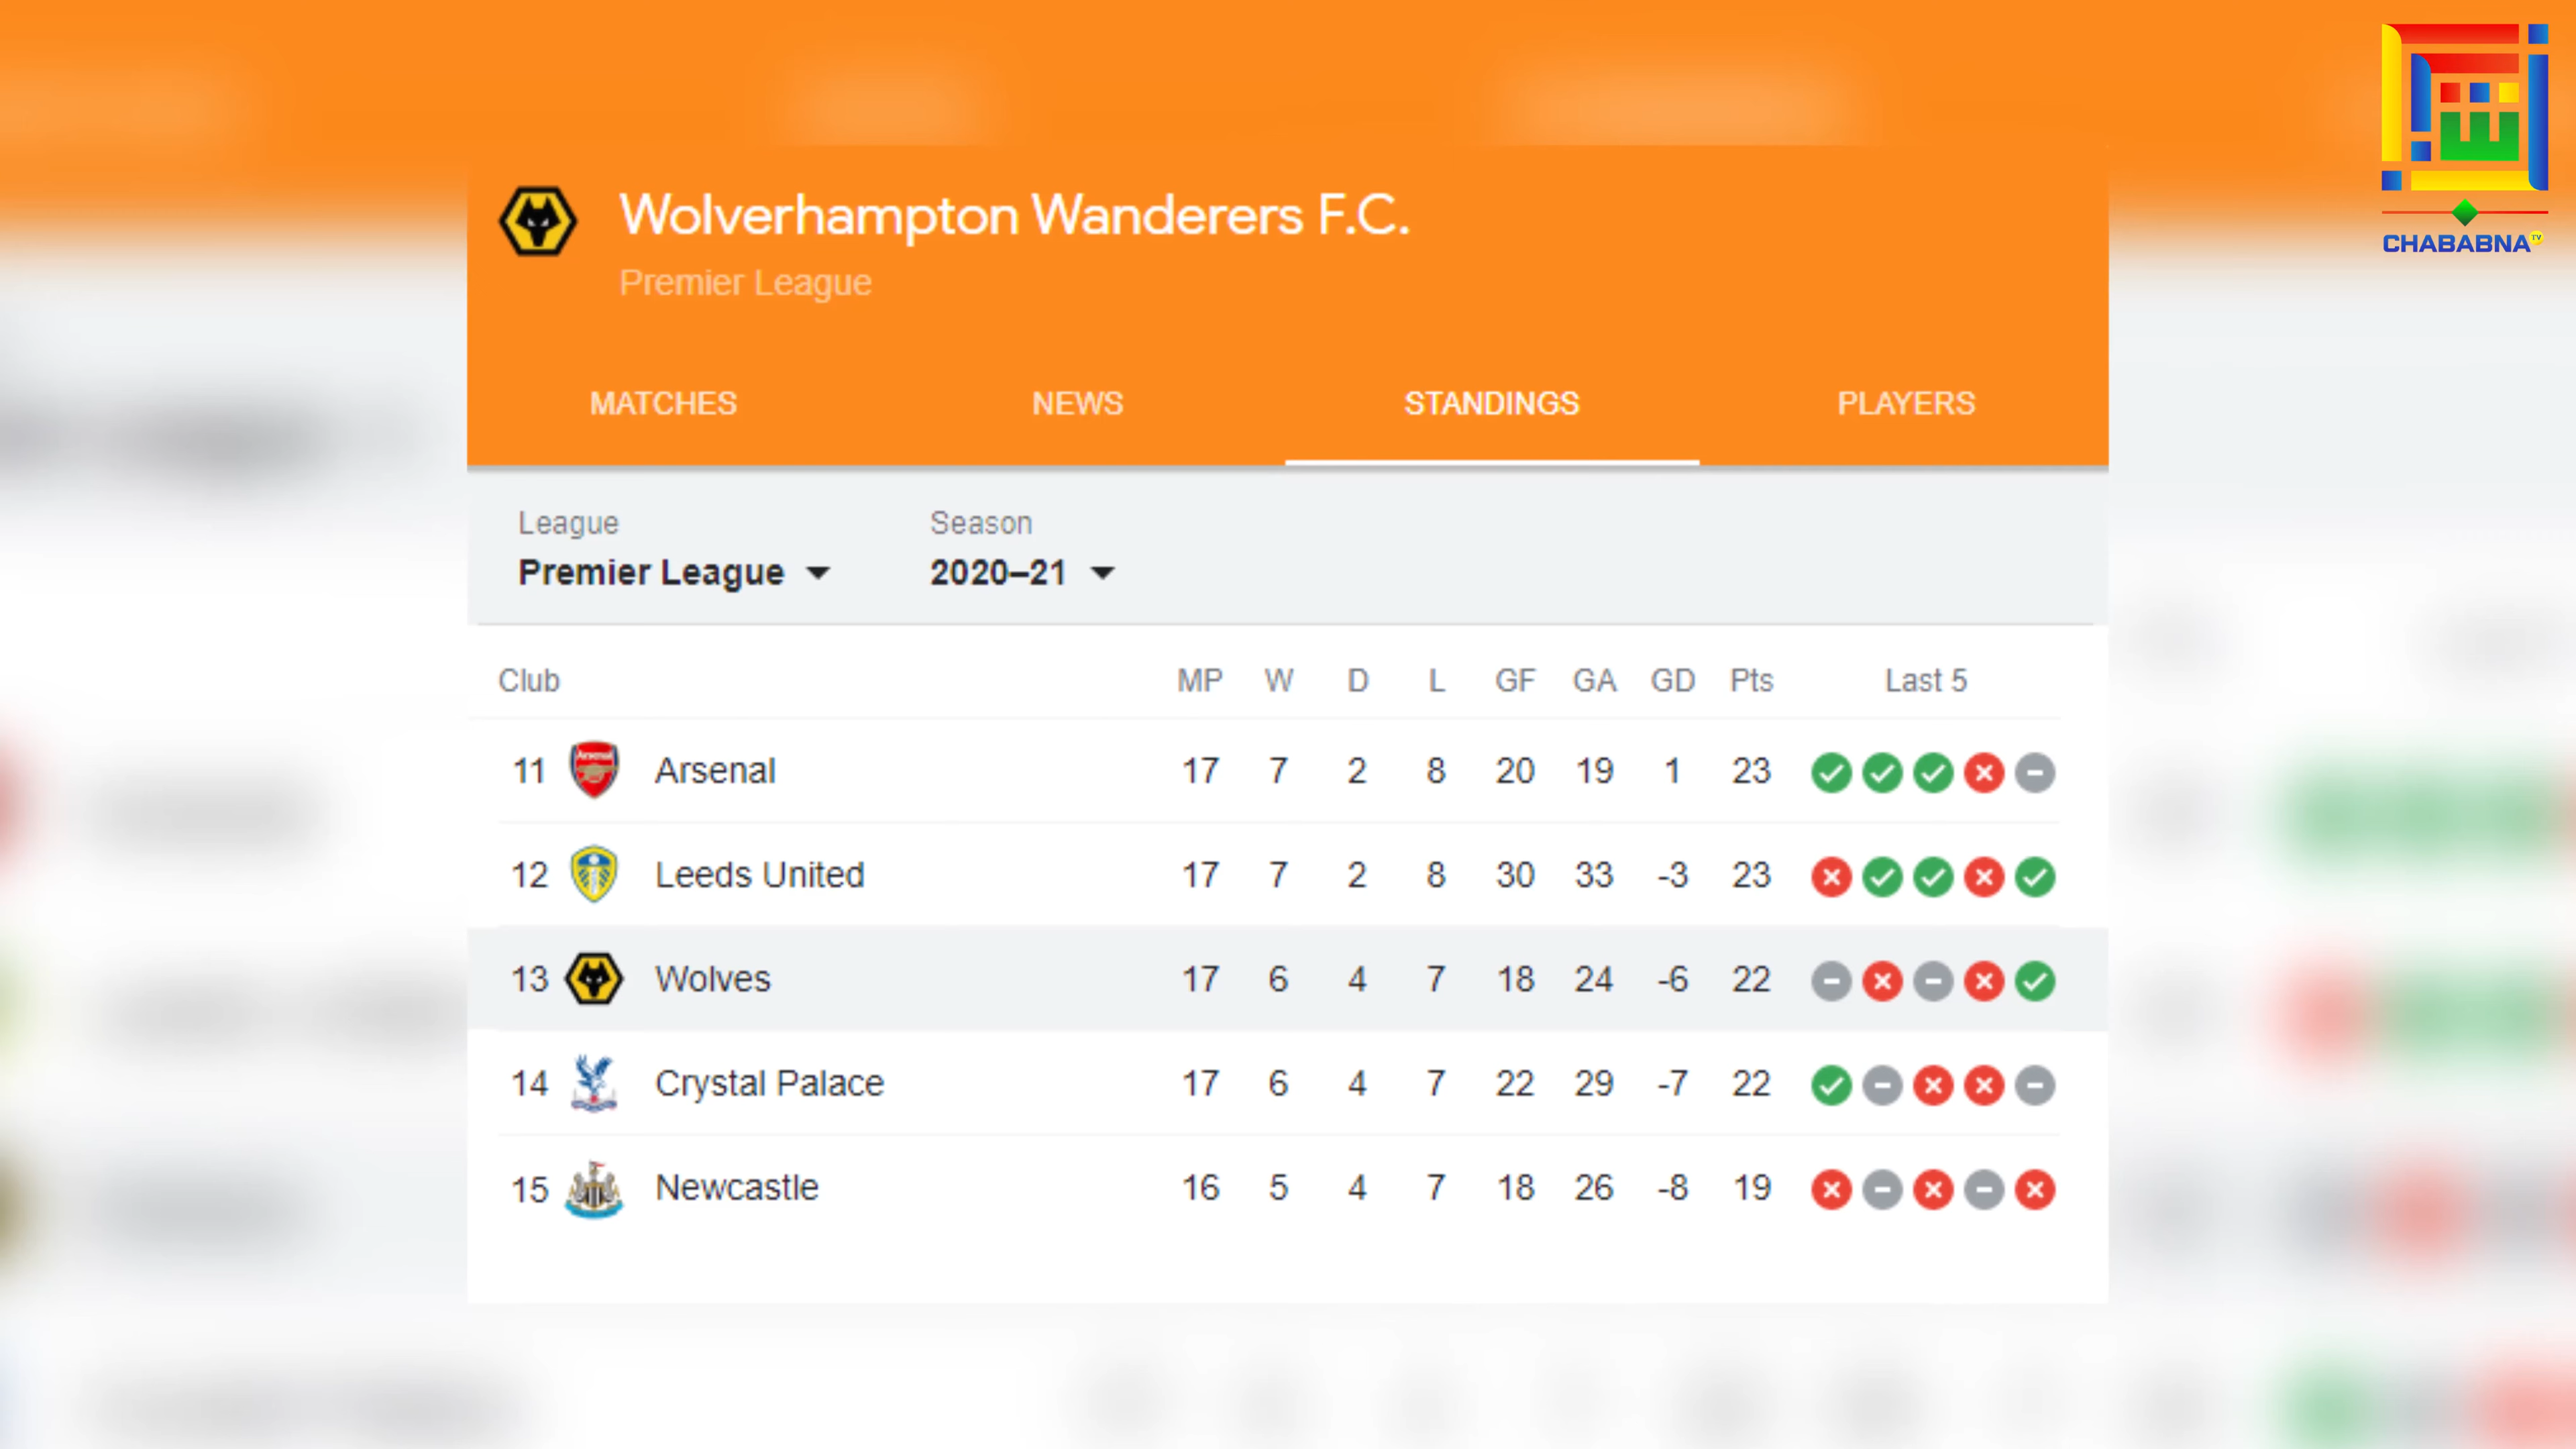 CHABABNA TV
Wolverhampton Wanderers F.C.
Premier League
MATCHES NEWS STANDINGS PLAYERS
League Season
Premier League 2020–21
Club MP W D L GF GA GD Pts Last 5
11 Arsenal 17 7 2 8 20 19 1 23
12 Leeds United 17 7 2 8 30 33 -3 23
13 Wolves 17 6 4 7 18 24 -6 22
14 Crystal Palace 17 6 4 7 22 29 -7 22
15 Newcastle 16 5 4 7 18 26 -8 19